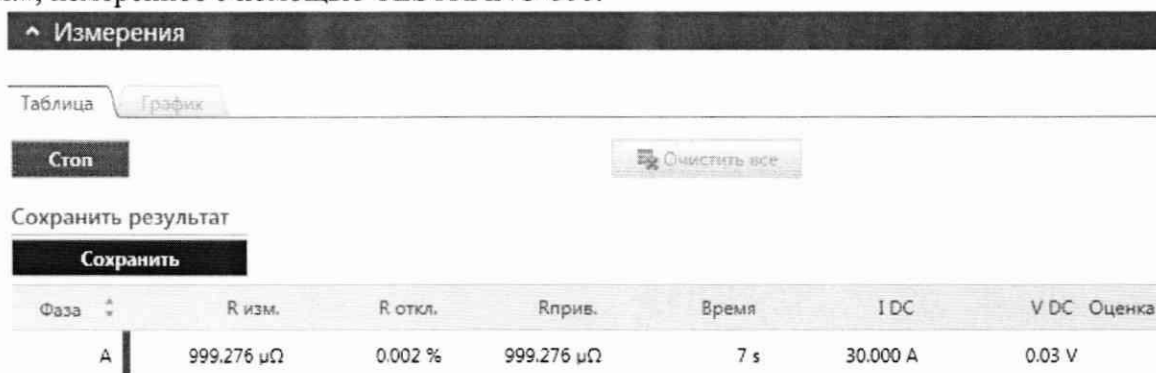 Измерения
Таблица График
Стоп Очистить все
Сохранить результат
Сохранить
Фаза R изм. R откл. Rприв. Время I DC V DC Оценка
A 999.276 μΩ 0.002 % 999.276 μΩ 7 s 30.000 A 0.03 V